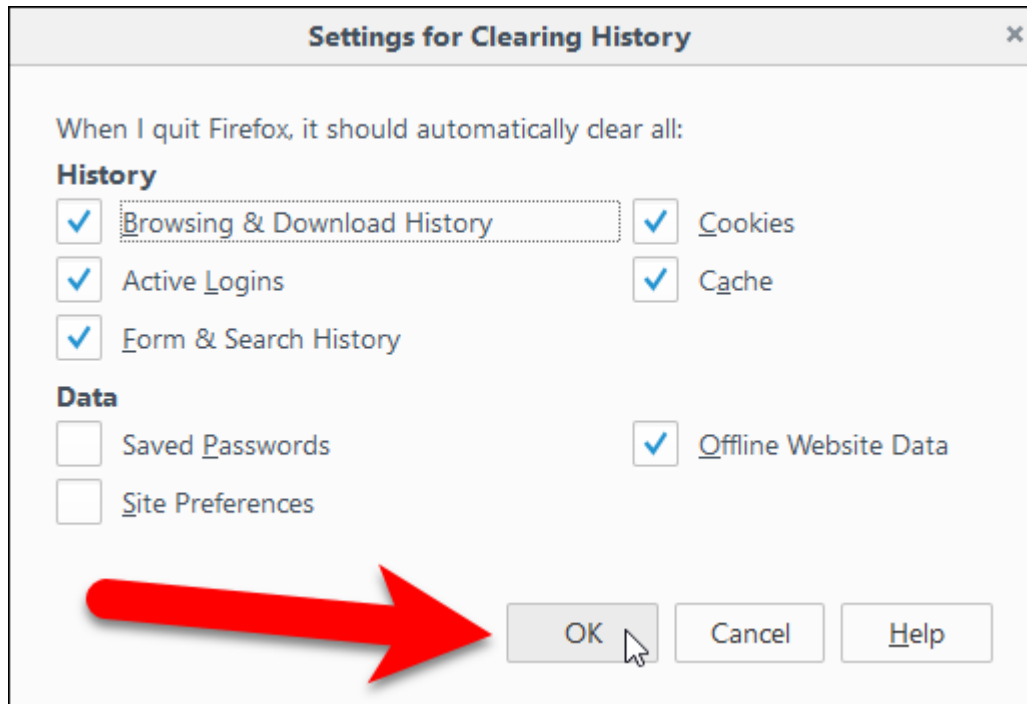 Settings for Clearing History
When I quit Firefox, it should automatically clear all:
History
Browsing & Download History
Cookies
Active Logins
Cache
Form & Search History
Data
Saved Passwords
Offline Website Data
Site Preferences
OK
Cancel
Help